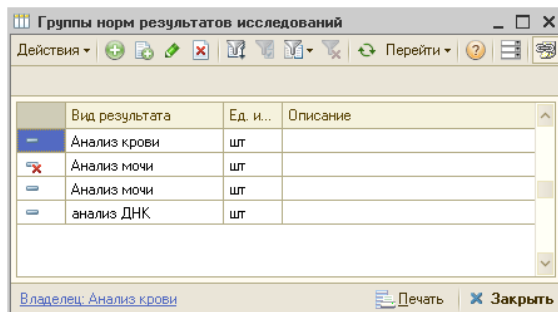 Группы норм результатов исследований
Действия Перейти
Вид результата Ед. и... Описание
Анализ крови шт
Анализ мочи шт
Анализ мочи шт
анализ ДНК шт
Владелец: Анализ крови Печать Закрыть